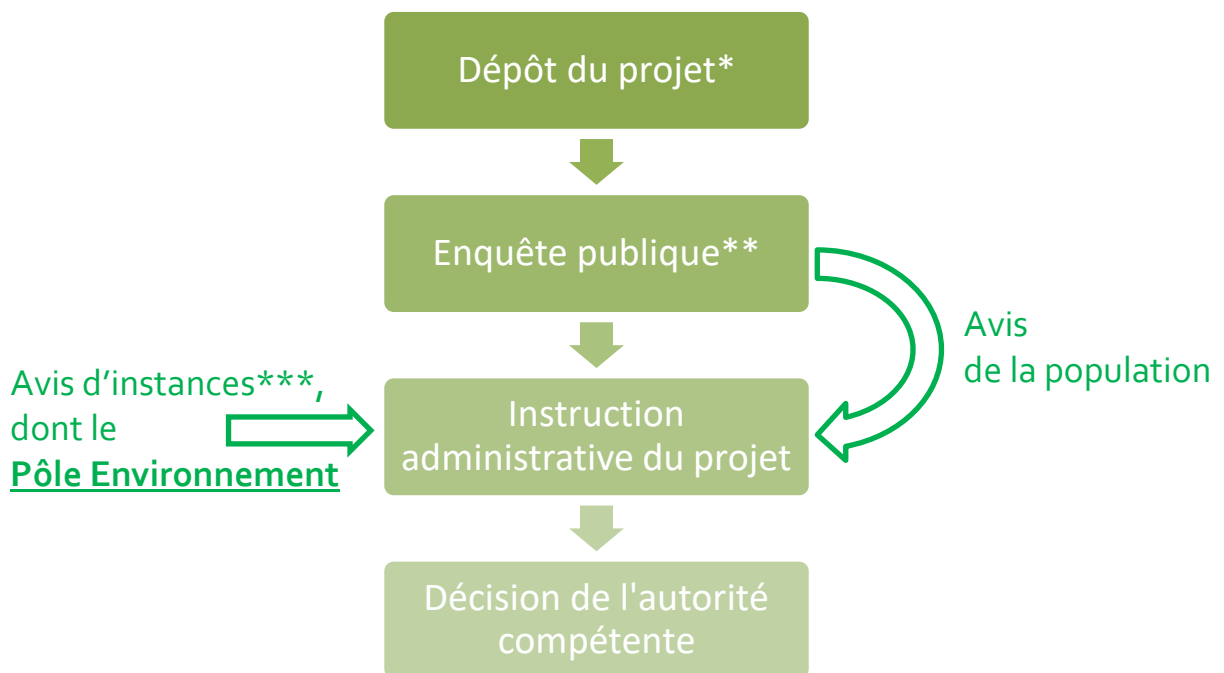 Dépôt du projet*
Enquête publique**
Avis
de la population
Avis d’instances***,
dont le
Pôle Environnement
Instruction
administrative du projet
Décision de l'autorité
compétente